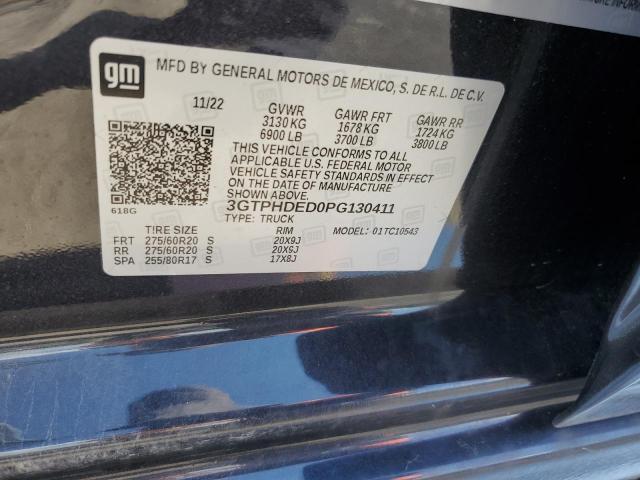 gm
MFD BY GENERAL MOTORS DE MEXICO, S. DE R.L. DE C.V.
11/22 GVWR GAWR FRT GAWR RR
3130 KG 1678 KG 1724 KG
6900 LB 3700 LB 3800 LB
THIS VEHICLE CONFORMS TO ALL
APPLICABLE U.S. FEDERAL MOTOR
VEHICLE SAFETY STANDARDS IN EFFECT
ON THE DATE OF MANUFACTURE
SHOWN ABOVE.
618G
3GTPHDED0PG130411
TYPE: TRUCK MODEL: 01TC10543
TIRE SIZE RIM
FRT 275/60R20 S 20X9J
RR 275/60R20 S 20X9J
SPA 255/80R17 S 17X8J